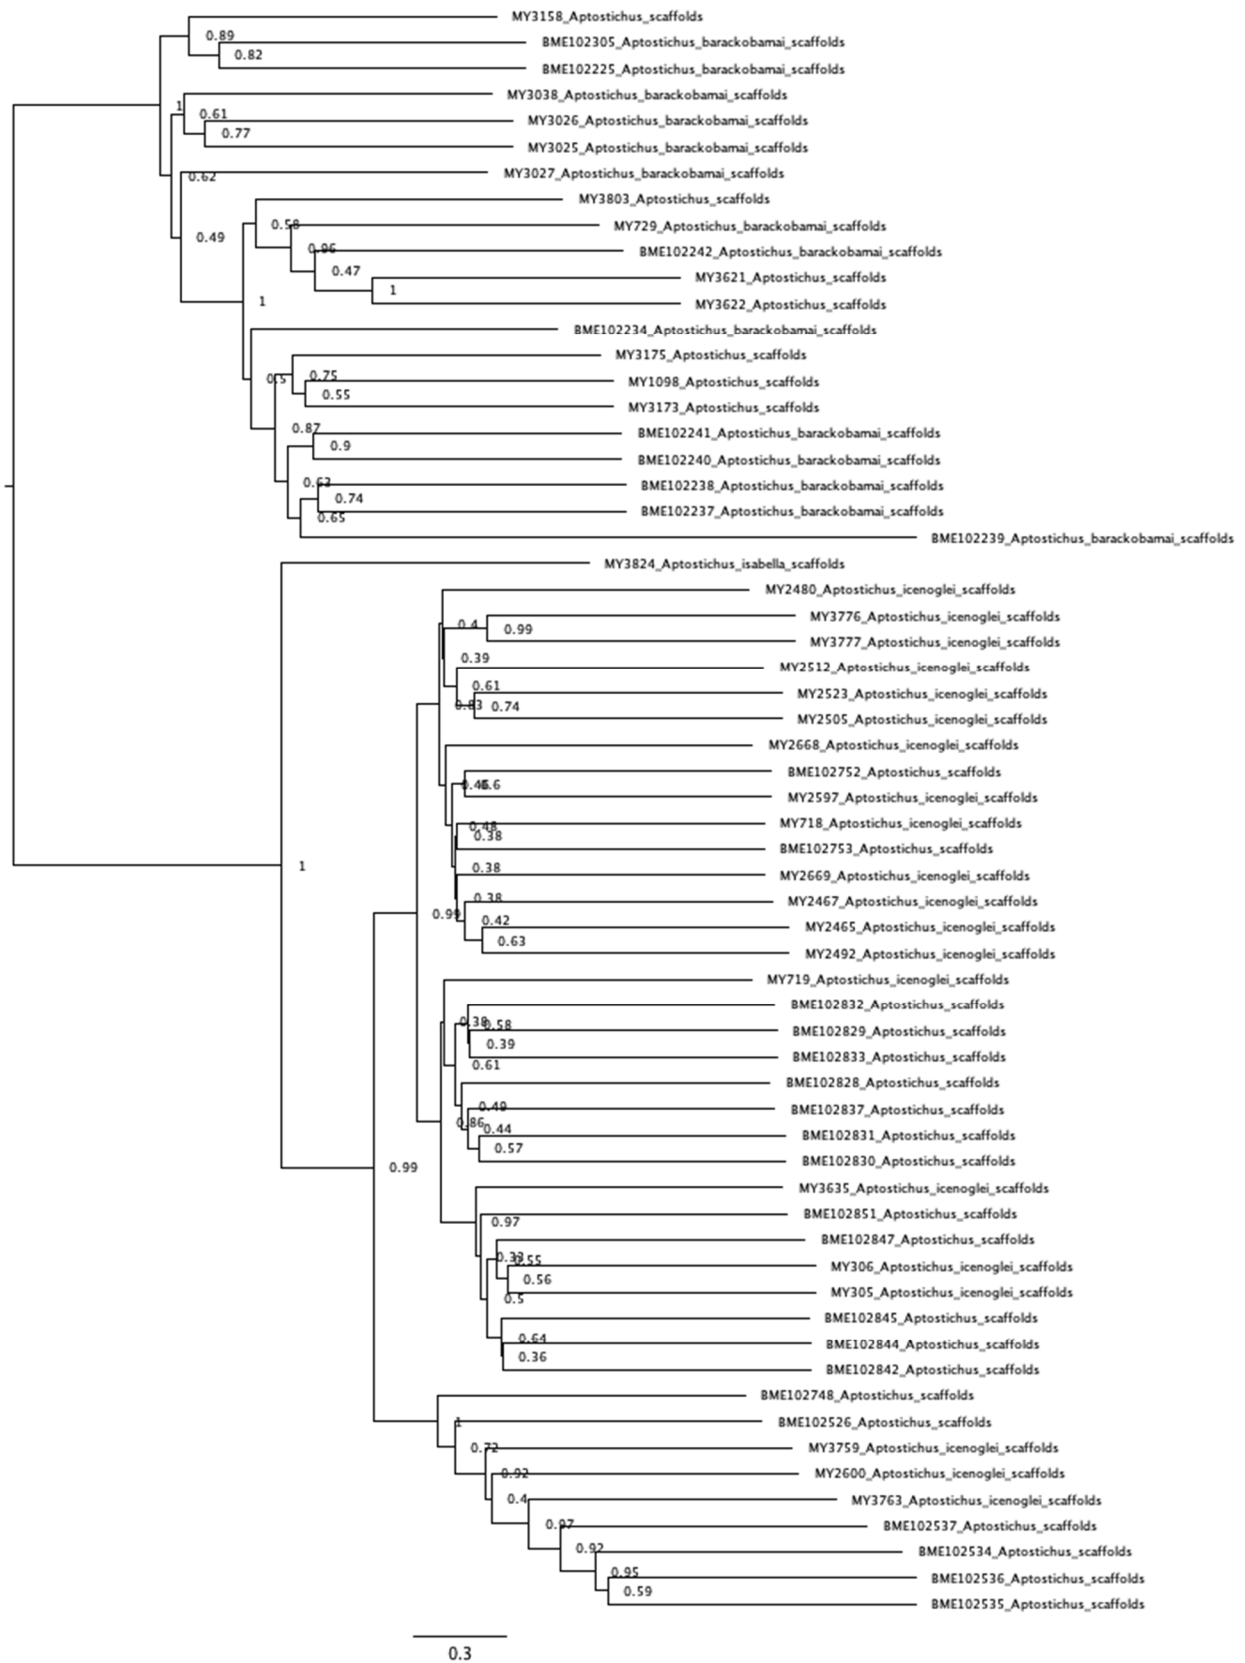 MY3158_Aptostichus_scaffolds
0.89
BME102305_Aptostichus_barackobamai_scaffolds
0.82
BME102225_Aptostichus_barackobamai_scaffolds
MY3038_Aptostichus_barackobamai_scaffolds
1
0.61
MY3026_Aptostichus_barackobamai_scaffolds
0.77
MY3025_Aptostichus_barackobamai_scaffolds
MY3027_Aptostichus_barackobamai_scaffolds
0.62
MY3803_Aptostichus_scaffolds
0.58
MY729_Aptostichus_barackobamai_scaffolds
0.49
0.96
BME102242_Aptostichus_barackobamai_scaffolds
0.47
MY3621_Aptostichus_scaffolds
1
MY3622_Aptostichus_scaffolds
1
BME102234_Aptostichus_barackobamai_scaffolds
MY3175_Aptostichus_scaffolds
0.5
0.75
MY1098_Aptostichus_scaffolds
0.55
MY3173_Aptostichus_scaffolds
0.87
BME102241_Aptostichus_barackobamai_scaffolds
0.9
BME102240_Aptostichus_barackobamai_scaffolds
0.63
BME102238_Aptostichus_barackobamai_scaffolds
0.74
BME102237_Aptostichus_barackobamai_scaffolds
0.65
BME102239_Aptostichus_barackobamai_scaffolds
MY3824_Aptostichus_isabella_scaffolds
MY2480_Aptostichus_icenoglei_scaffolds
MY3776_Aptostichus_icenoglei_scaffolds
0.4
0.99
MY3777_Aptostichus_icenoglei_scaffolds
0.39
MY2512_Aptostichus_icenoglei_scaffolds
0.61
MY2523_Aptostichus_icenoglei_scaffolds
0.74
MY2505_Aptostichus_icenoglei_scaffolds
MY2668_Aptostichus_icenoglei_scaffolds
BME102752_Aptostichus_scaffolds
MY2597_Aptostichus_icenoglei_scaffolds
MY718_Aptostichus_icenoglei_scaffolds
0.38
BME102753_Aptostichus_scaffolds
1
0.38
MY2669_Aptostichus_icenoglei_scaffolds
0.38
MY2467_Aptostichus_icenoglei_scaffolds
0.99
0.42
MY2465_Aptostichus_icenoglei_scaffolds
0.63
MY2492_Aptostichus_icenoglei_scaffolds
MY719_Aptostichus_icenoglei_scaffolds
BME102832_Aptostichus_scaffolds
0.38
0.58
BME102829_Aptostichus_scaffolds
0.39
BME102833_Aptostichus_scaffolds
0.61
BME102828_Aptostichus_scaffolds
0.49
BME102837_Aptostichus_scaffolds
0.86
0.44
BME102831_Aptostichus_scaffolds
0.57
BME102830_Aptostichus_scaffolds
0.99
MY3635_Aptostichus_icenoglei_scaffolds
BME102851_Aptostichus_scaffolds
0.97
BME102847_Aptostichus_scaffolds
0.55
MY306_Aptostichus_icenoglei_scaffolds
0.56
MY305_Aptostichus_icenoglei_scaffolds
0.5
BME102845_Aptostichus_scaffolds
0.64
BME102844_Aptostichus_scaffolds
0.36
BME102842_Aptostichus_scaffolds
BME102748_Aptostichus_scaffolds
1
BME102526_Aptostichus_scaffolds
0.72
MY3759_Aptostichus_icenoglei_scaffolds
0.92
MY2600_Aptostichus_icenoglei_scaffolds
0.4
MY3763_Aptostichus_icenoglei_scaffolds
0.97
BME102537_Aptostichus_scaffolds
0.92
BME102534_Aptostichus_scaffolds
0.95
BME102536_Aptostichus_scaffolds
0.59
BME102535_Aptostichus_scaffolds
0.3